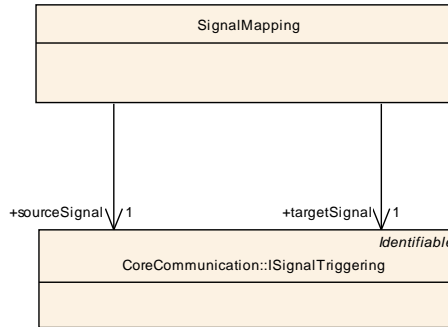 SignalMapping
+sourceSignal 1 +targetSignal 1
Identifiable
CoreCommunication::ISignalTriggering